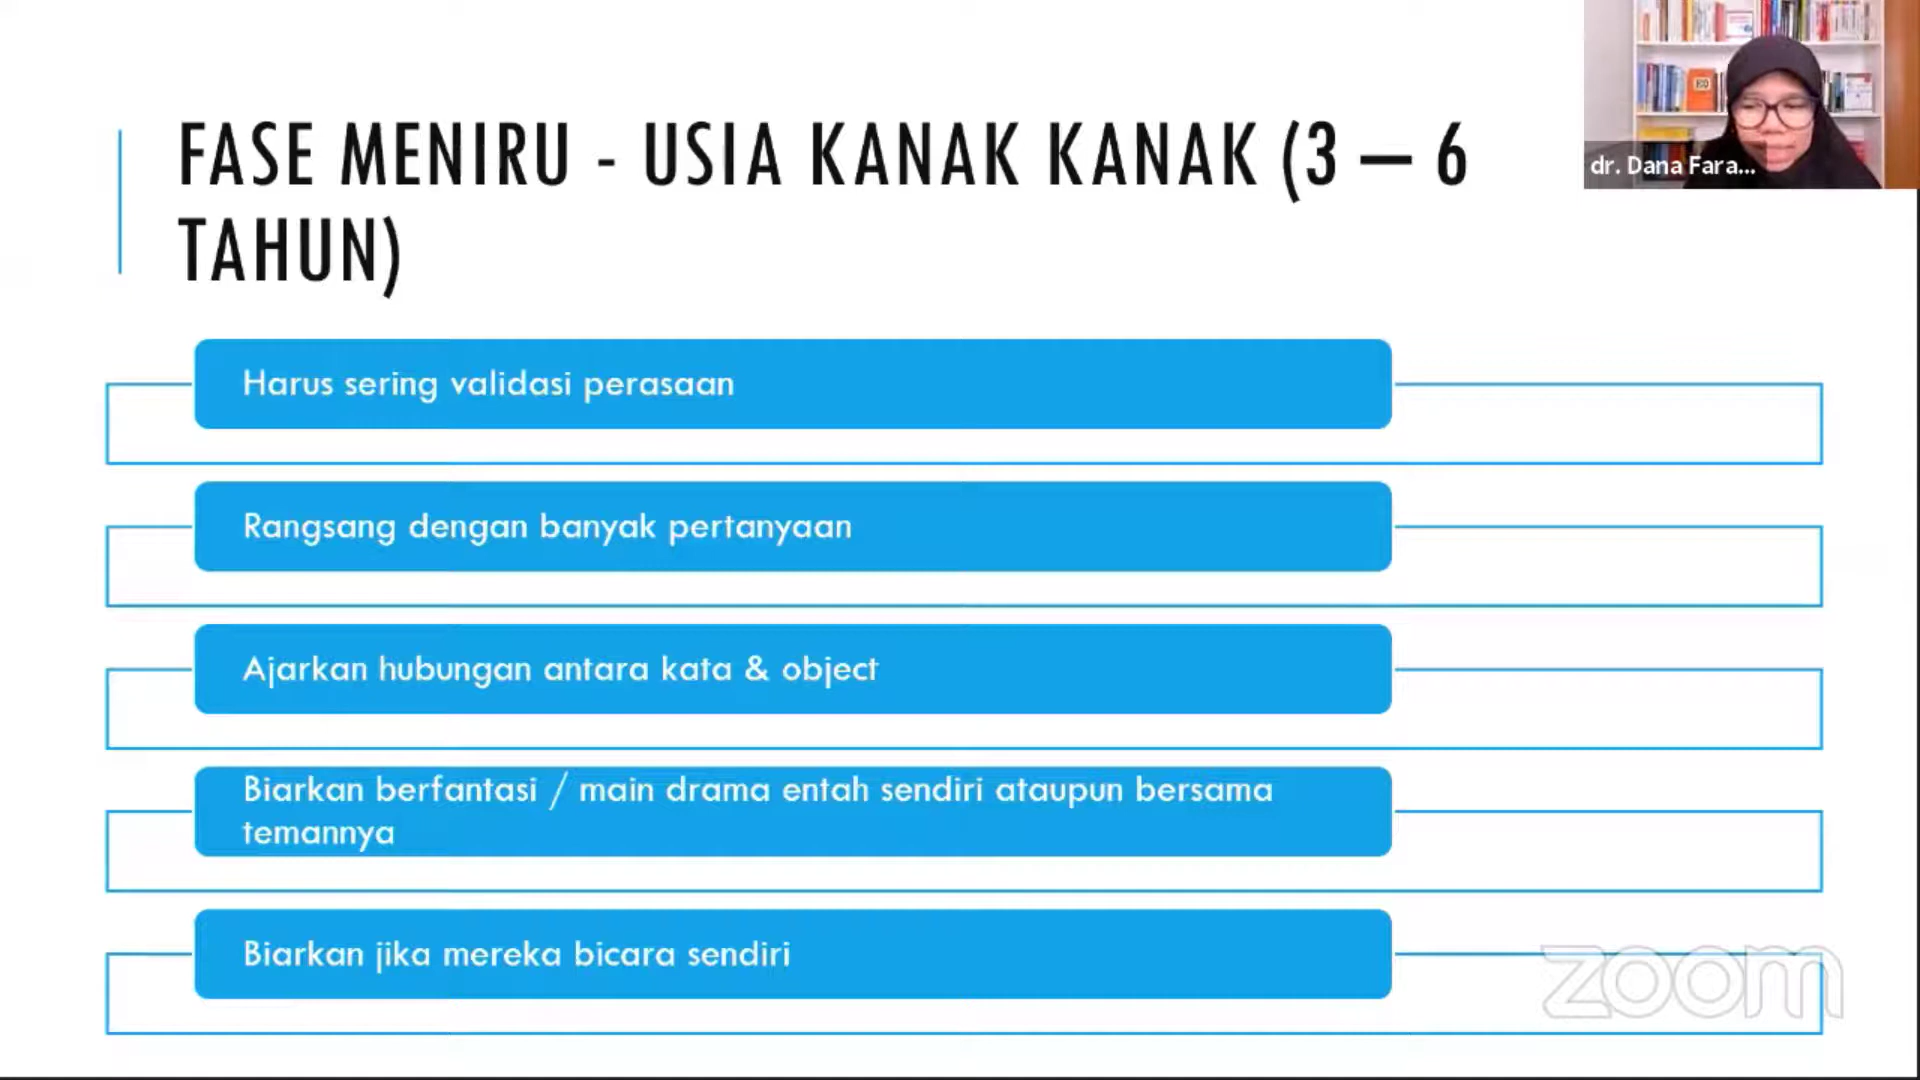 FASE MENIRU - USIA KANAK KANAK (3 – 6
TAHUN)
dr. Dana Fara...
Harus sering validasi perasaan
Rangsang dengan banyak pertanyaan
Ajarkan hubungan antara kata & object
Biarkan berfantasi / main drama entah sendiri ataupun bersama
temannya
Biarkan jika mereka bicara sendiri
zoom